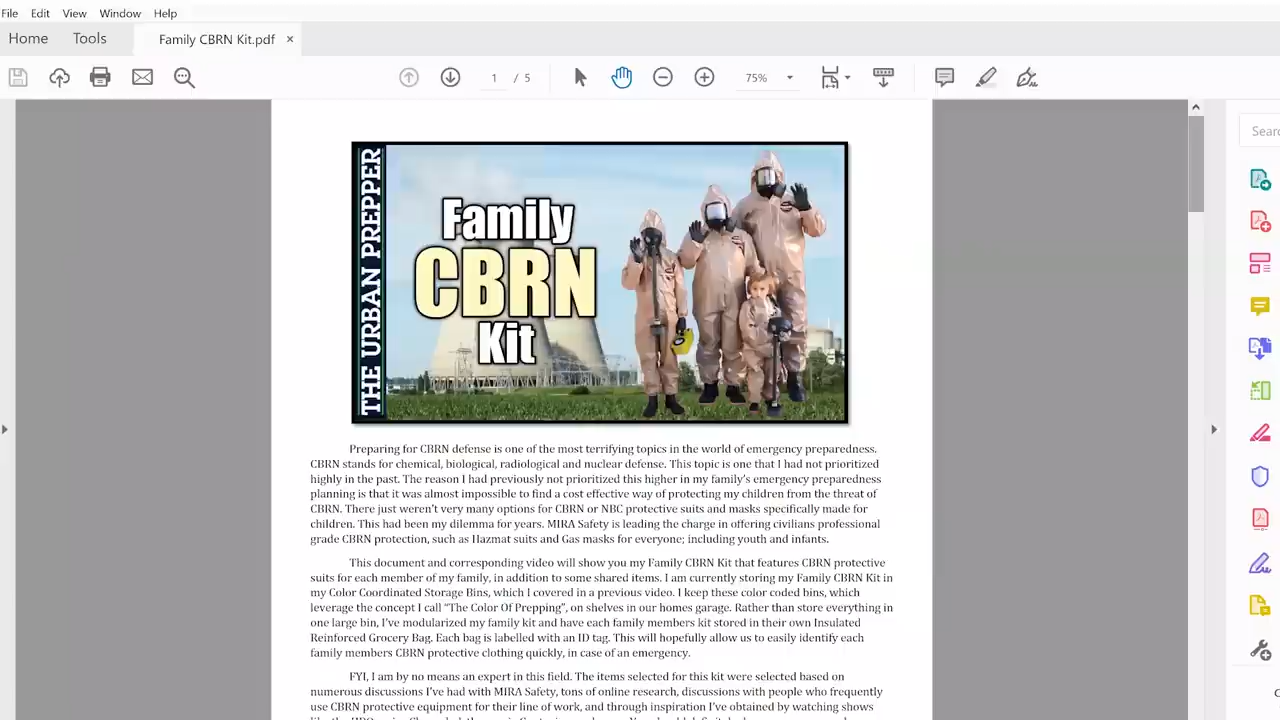 File Edit View Window Help
Home Tools Family CBRN Kit.pdf ×
1 / 5 75%
Sear
THE URBAN PREPPER
Family
CBRN
Kit
Preparing for CBRN defense is one of the most terrifying topics in the world of emergency preparedness.
CBRN stands for chemical, biological, radiological and nuclear defense. This topic is one that I had not prioritized
highly in the past. The reason I had previously not prioritized this higher in my family's emergency preparedness
planning is that it was almost impossible to find a cost effective way of protecting my children from the threat of
CBRN. There just weren't very many options for CBRN or NBC protective suits and masks specifically made for
children. This had been my dilemma for years. MIRA Safety is leading the charge in offering civilians professional
grade CBRN protection, such as Hazmat suits and Gas masks for everyone; including youth and infants.
This document and corresponding video will show you my Family CBRN Kit that features CBRN protective
suits for each member of my family, in addition to some shared items. I am currently storing my Family CBRN Kit in
my Color Coordinated Storage Bins, which I covered in a previous video. I keep these color coded bins, which
leverage the concept I call "The Color Of Prepping", on shelves in our homes garage. Rather than store everything in
one large bin, I've modularized my family kit and have each family members kit stored in their own Insulated
Reinforced Grocery Bag. Each bag is labelled with an ID tag. This will hopefully allow us to easily identify each
family members CBRN protective clothing quickly, in case of an emergency.
FYI, I am by no means an expert in this field. The items selected for this kit were selected based on
numerous discussions I've had with MIRA Safety, tons of online research, discussions with people who frequently
use CBRN protective equipment for their line of work, and through inspiration I've obtained by watching shows